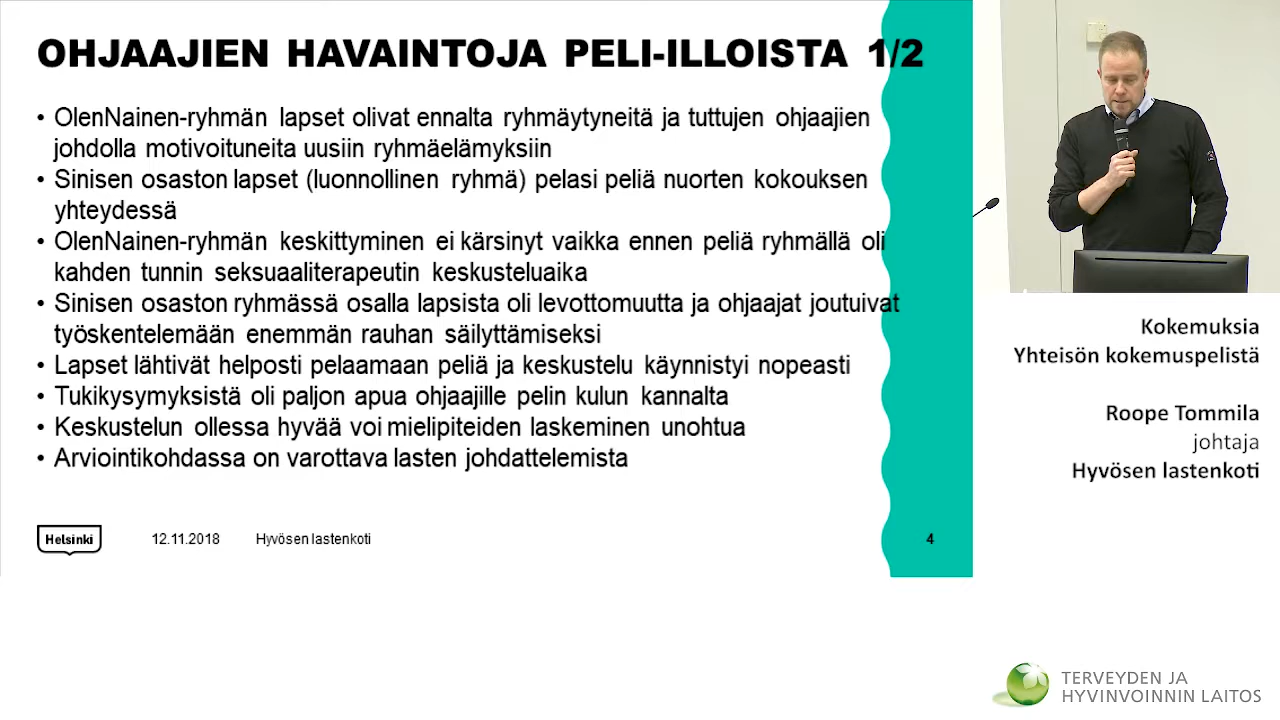 OHJAAJIEN HAVAINTOJA PELI-ILLOISTA 1/2
• OlenNainen-ryhmän lapset olivat ennalta ryhmäytyneitä ja tuttujen ohjaajien
johdolla motivoituneita uusiin ryhmäelämyksiin
• Sinisen osaston lapset (luonnollinen ryhmä) pelasi peliä nuorten kokouksen
yhteydessä
• OlenNainen-ryhmän keskittyminen ei kärsinyt vaikka ennen peliä ryhmällä oli
kahden tunnin seksuaaliterapeutin keskusteluaika
• Sinisen osaston ryhmässä osalla lapsista oli levottomuutta ja ohjaajat joutuivat
työskentelemään enemmän rauhan säilyttämiseksi
• Lapset lähtivät helposti pelaamaan peliä ja keskustelu käynnistyi nopeasti
• Tukikysymyksistä oli paljon apua ohjaajille pelin kulun kannalta
• Keskustelun ollessa hyvää voi mielipiteiden laskeminen unohtua
• Arviointikohdassa on varottava lasten johdattelemista
Helsinki 12.11.2018 Hyvösen lastenkoti 4
Kokemuksia
Yhteisön kokemuspelistä
Roope Tommila
johtaja
Hyvösen lastenkoti
TERVEYDEN JA
HYVINVOINNIN LAITOS